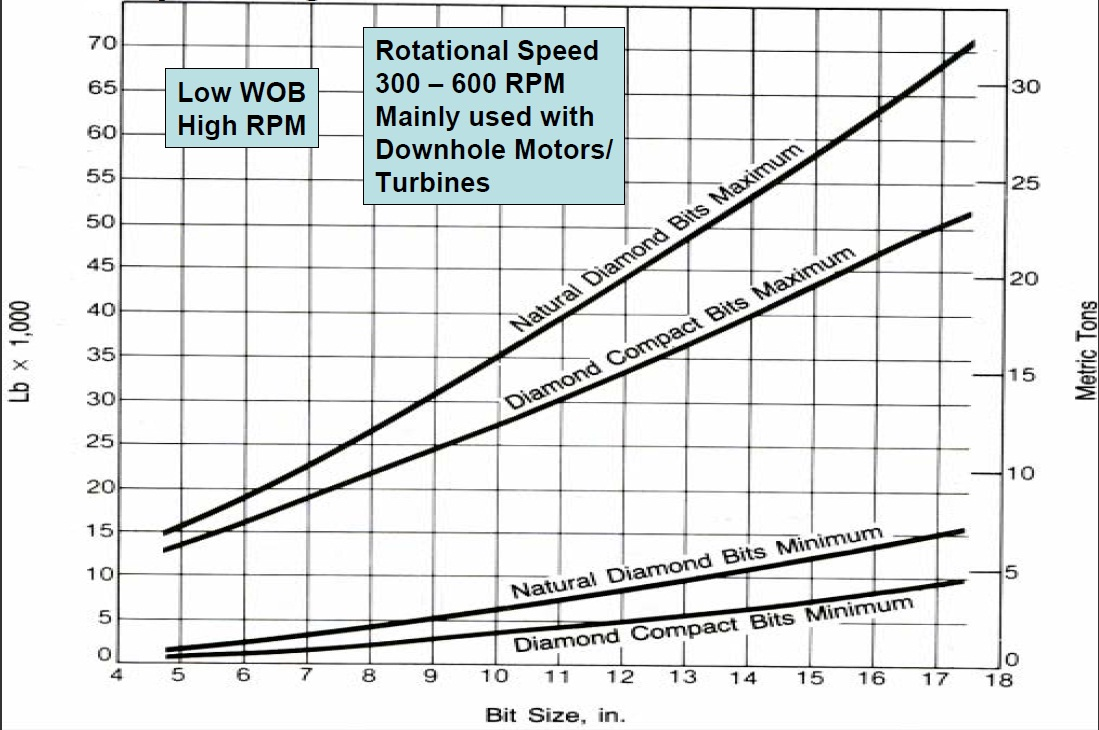 Low WOB
High RPM
Rotational Speed
300 – 600 RPM
Mainly used with
Downhole Motors/
Turbines
Lb × 1,000
70
65
60
55
50
45
40
35
30
25
20
15
10
5
0
Natural Diamond Bits Maximum
Diamond Compact Bits Maximum
Natural Diamond Bits Minimum
Diamond Compact Bits Minimum
30
25
20
15
10
5
0
Metric Tons
4 5 6 7 8 9 10 11 12 13 14 15 16 17 18
Bit Size, in.